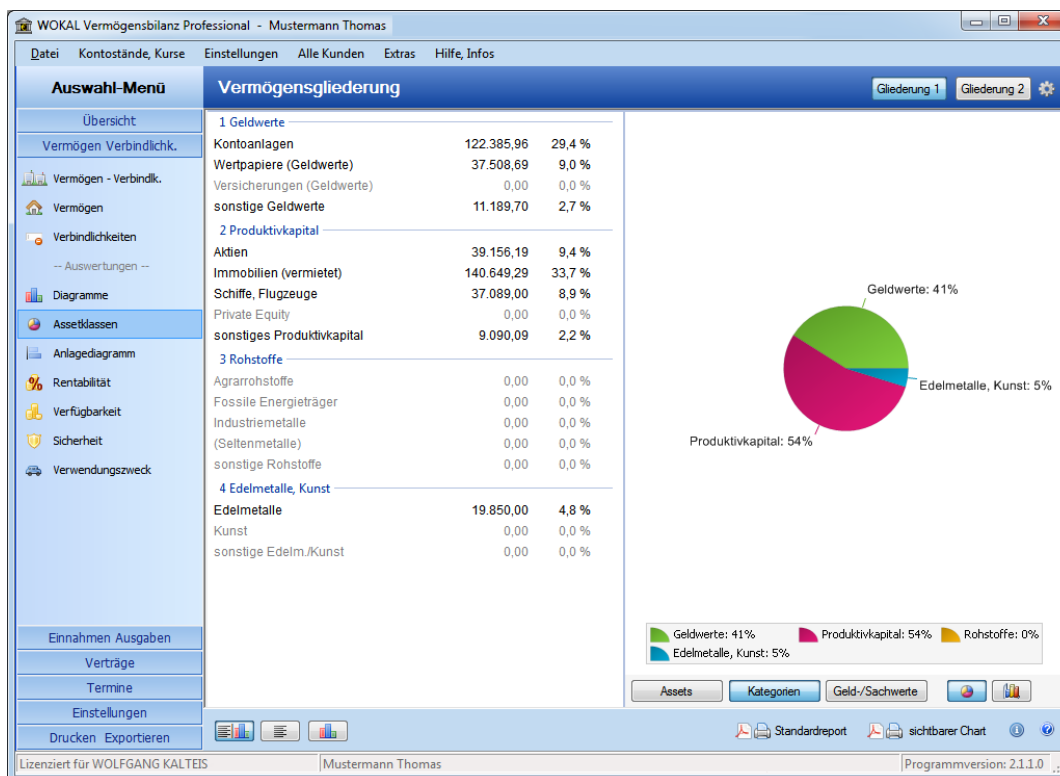 WOKAL Vermögensbilanz Professional - Mustermann Thomas
Datei Kontostände, Kurse Einstellungen Alle Kunden Extras Hilfe, Infos
Auswahl-Menü
Übersicht
Vermögen Verbindlichk.
Vermögen - Verbindlk.
Vermögen
Verbindlichkeiten
-- Auswertungen --
Diagramme
Assetklassen
Anlagediagramm
Rentabilität
Verfügbarkeit
Sicherheit
Verwendungszweck
Einnahmen Ausgaben
Verträge
Termine
Einstellungen
Drucken Exportieren
Vermögensgliederung
Gliederung 1 Gliederung 2
1 Geldwerte
Kontoanlagen 122.385,96 29,4 %
Wertpapiere (Geldwerte) 37.508,69 9,0 %
Versicherungen (Geldwerte) 0,00 0,0 %
sonstige Geldwerte 11.189,70 2,7 %
2 Produktivkapital
Aktien 39.156,19 9,4 %
Immobilien (vermietet) 140.649,29 33,7 %
Schiffe, Flugzeuge 37.089,00 8,9 %
Private Equity 0,00 0,0 %
sonstiges Produktivkapital 9.090,09 2,2 %
3 Rohstoffe
Agrarrohstoffe 0,00 0,0 %
Fossile Energieträger 0,00 0,0 %
Industriemetalle 0,00 0,0 %
(Seltenmetalle) 0,00 0,0 %
sonstige Rohstoffe 0,00 0,0 %
4 Edelmetalle, Kunst
Edelmetalle 19.850,00 4,8 %
Kunst 0,00 0,0 %
sonstige Edelm./Kunst 0,00 0,0 %
Geldwerte: 41%
Edelmetalle, Kunst: 5%
Produktivkapital: 54%
Geldwerte: 41% Produktivkapital: 54% Rohstoffe: 0%
Edelmetalle, Kunst: 5%
Assets Kategorien Geld-/Sachwerte
Standardreport sichtbarer Chart
Lizenziert für WOLFGANG KALTEIS Mustermann Thomas Programmversion: 2.1.1.0